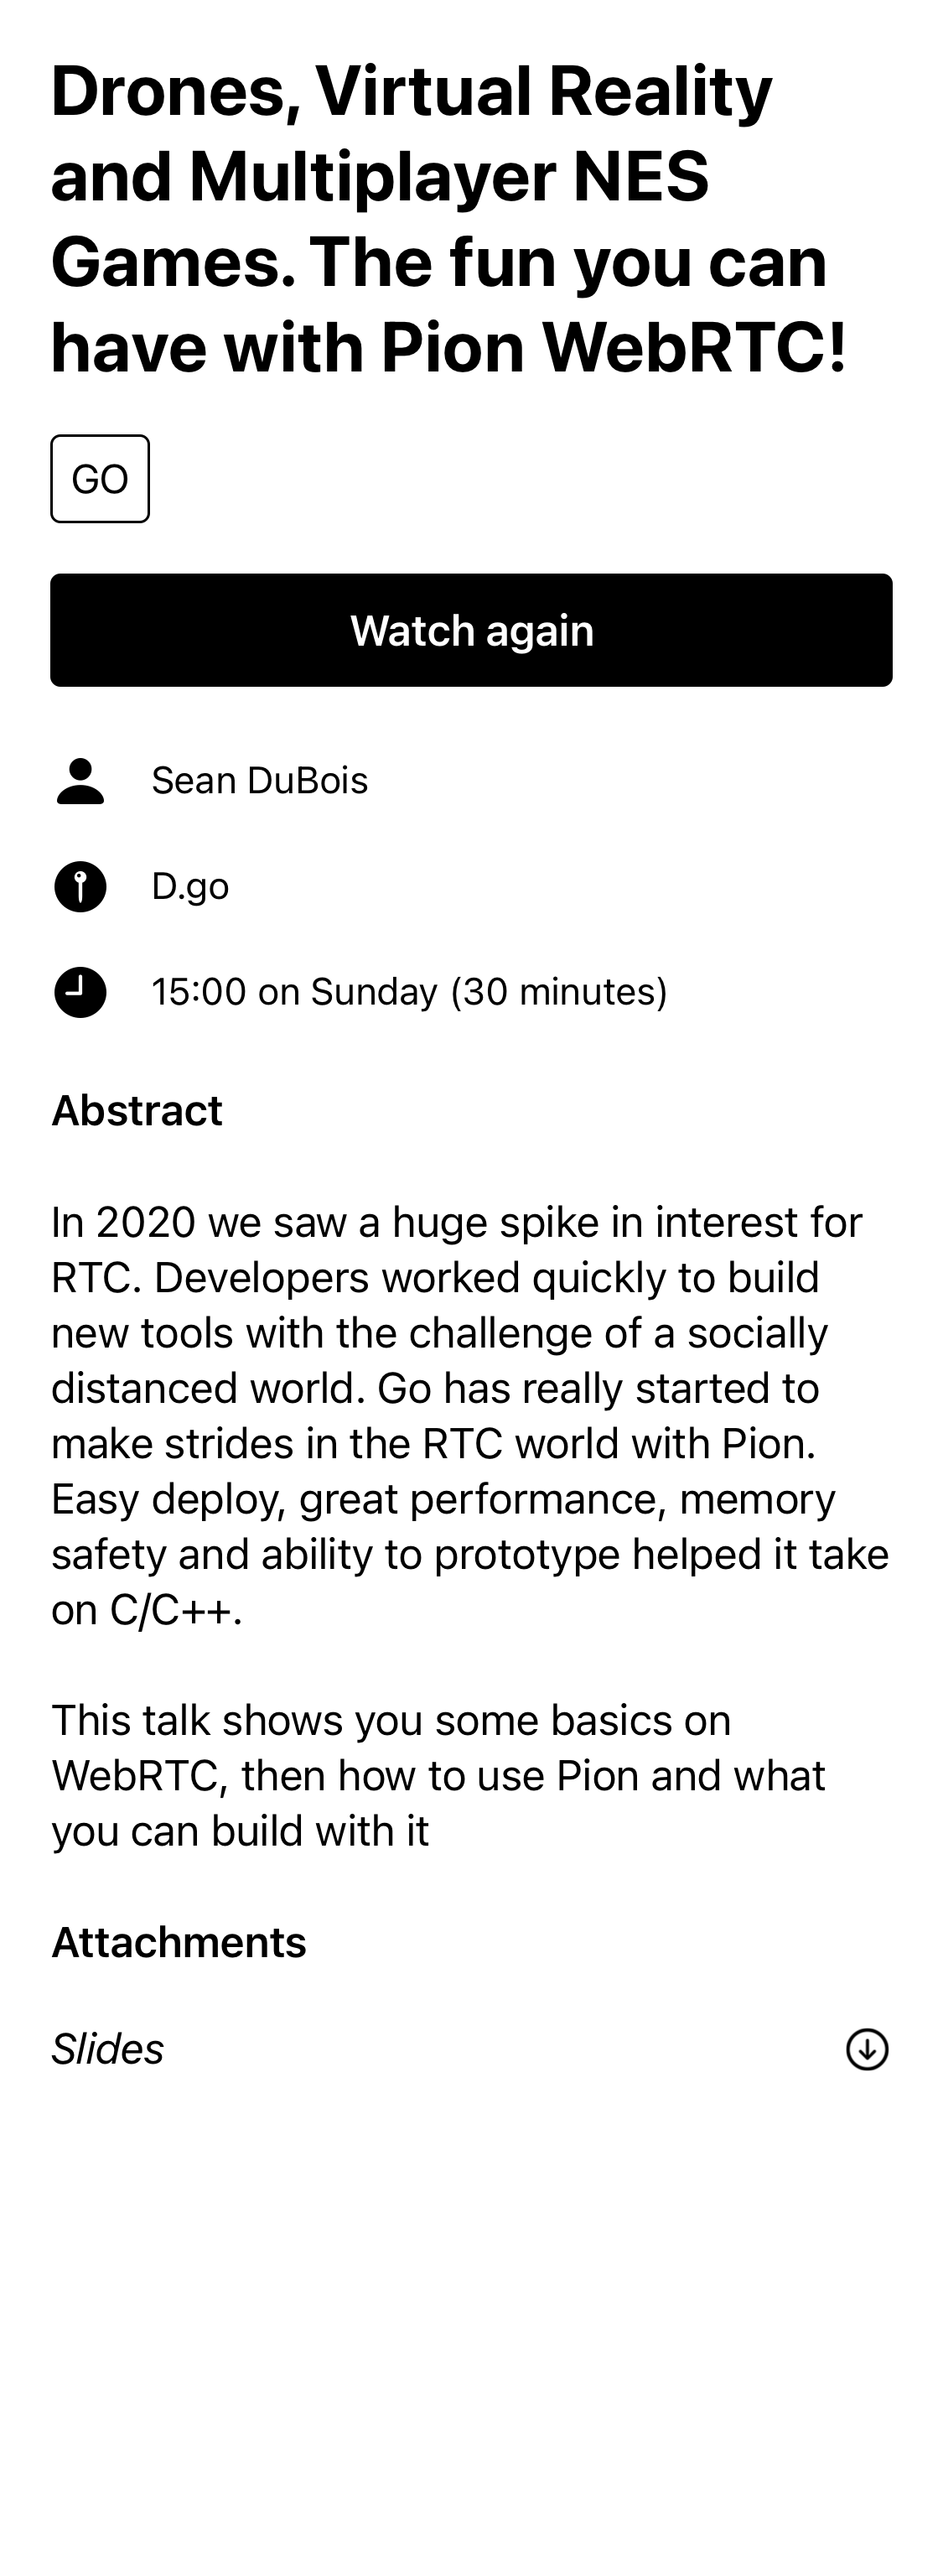 Drones, Virtual Reality
and Multiplayer NES
Games. The fun you can
have with Pion WebRTC!
GO
Watch again
Sean DuBois
D.go
15:00 on Sunday (30 minutes)
Abstract
In 2020 we saw a huge spike in interest for
RTC. Developers worked quickly to build
new tools with the challenge of a socially
distanced world. Go has really started to
make strides in the RTC world with Pion.
Easy deploy, great performance, memory
safety and ability to prototype helped it take
on C/C++.
This talk shows you some basics on
WebRTC, then how to use Pion and what
you can build with it
Attachments
Slides